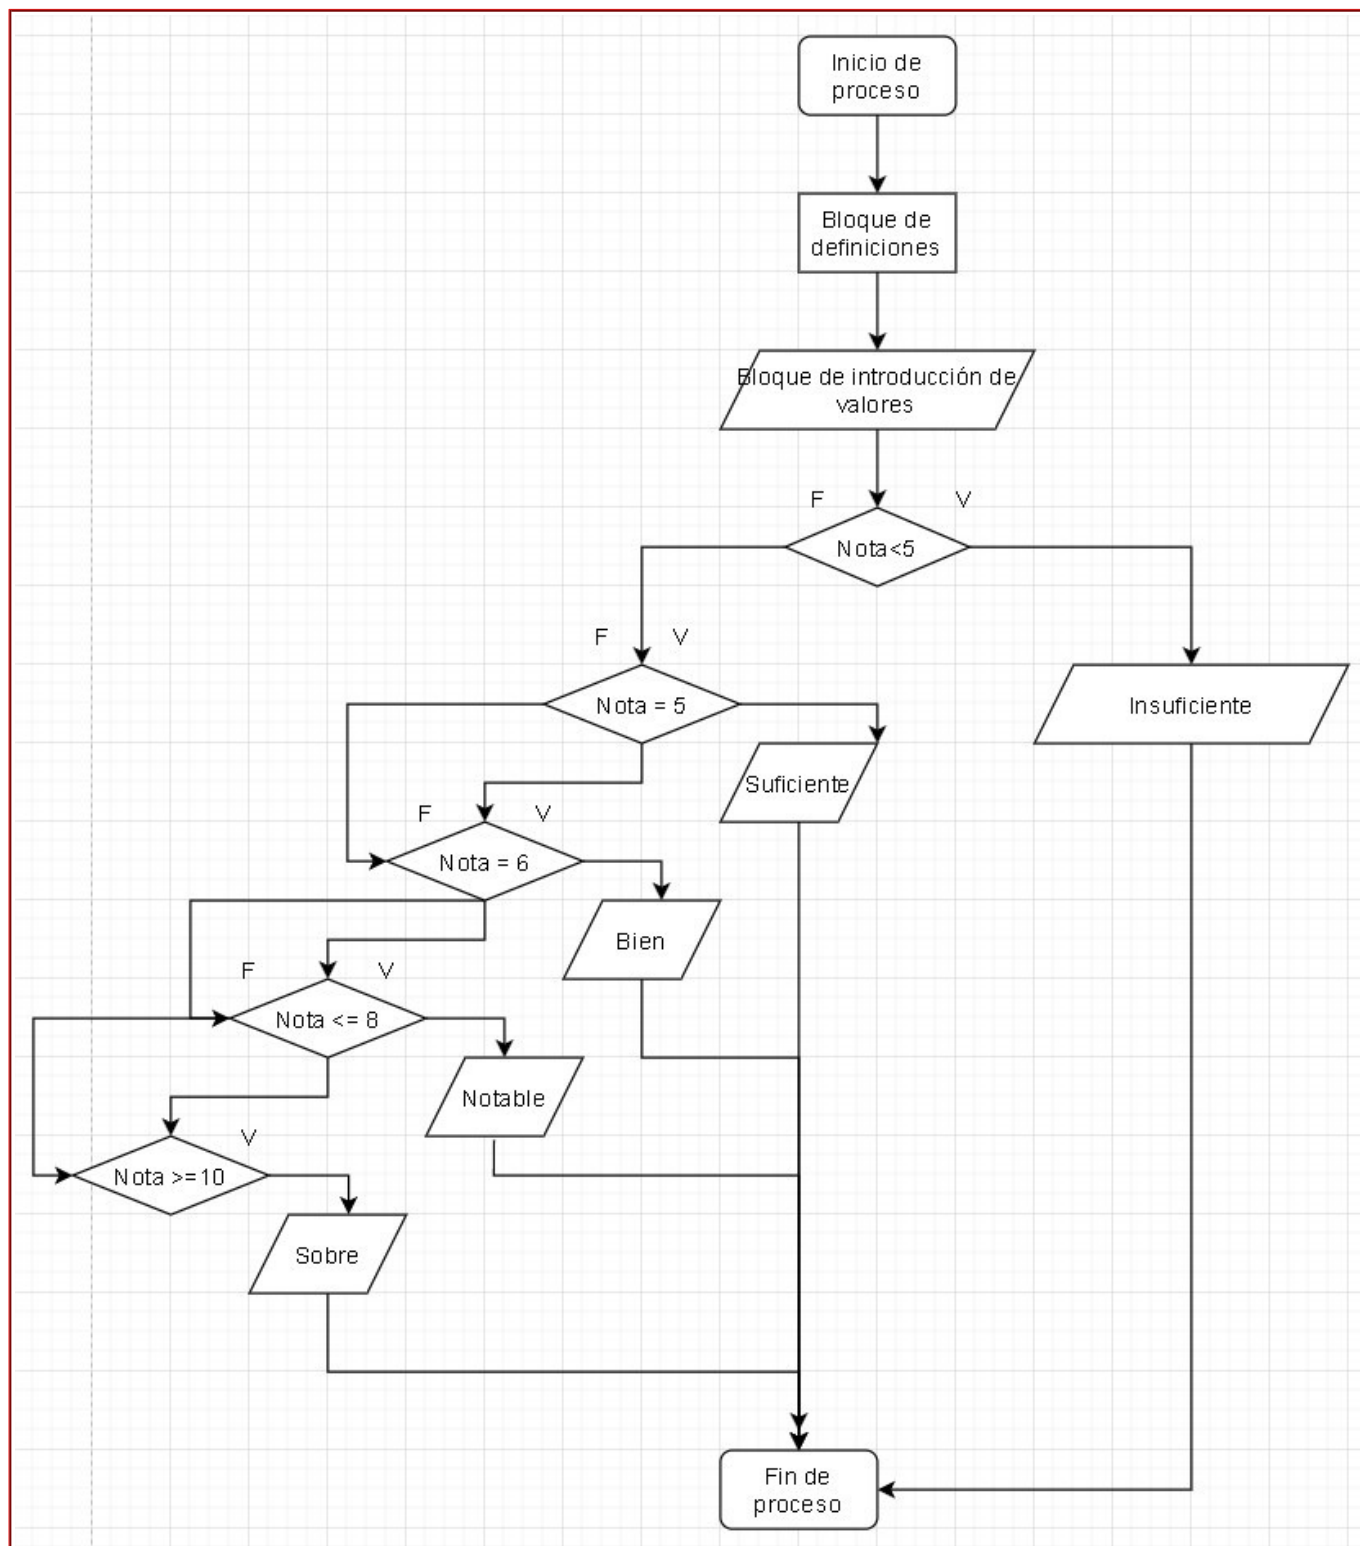 Inicio de
proceso
Bloque de
definiciones
Bloque de introducción de
valores
F
V
Nota<5
F
V
Nota = 5
Insuficiente
Suficiente
F
V
Nota = 6
Bien
F
V
Nota <= 8
Notable
V
Nota >=10
Sobre
Fin de
proceso